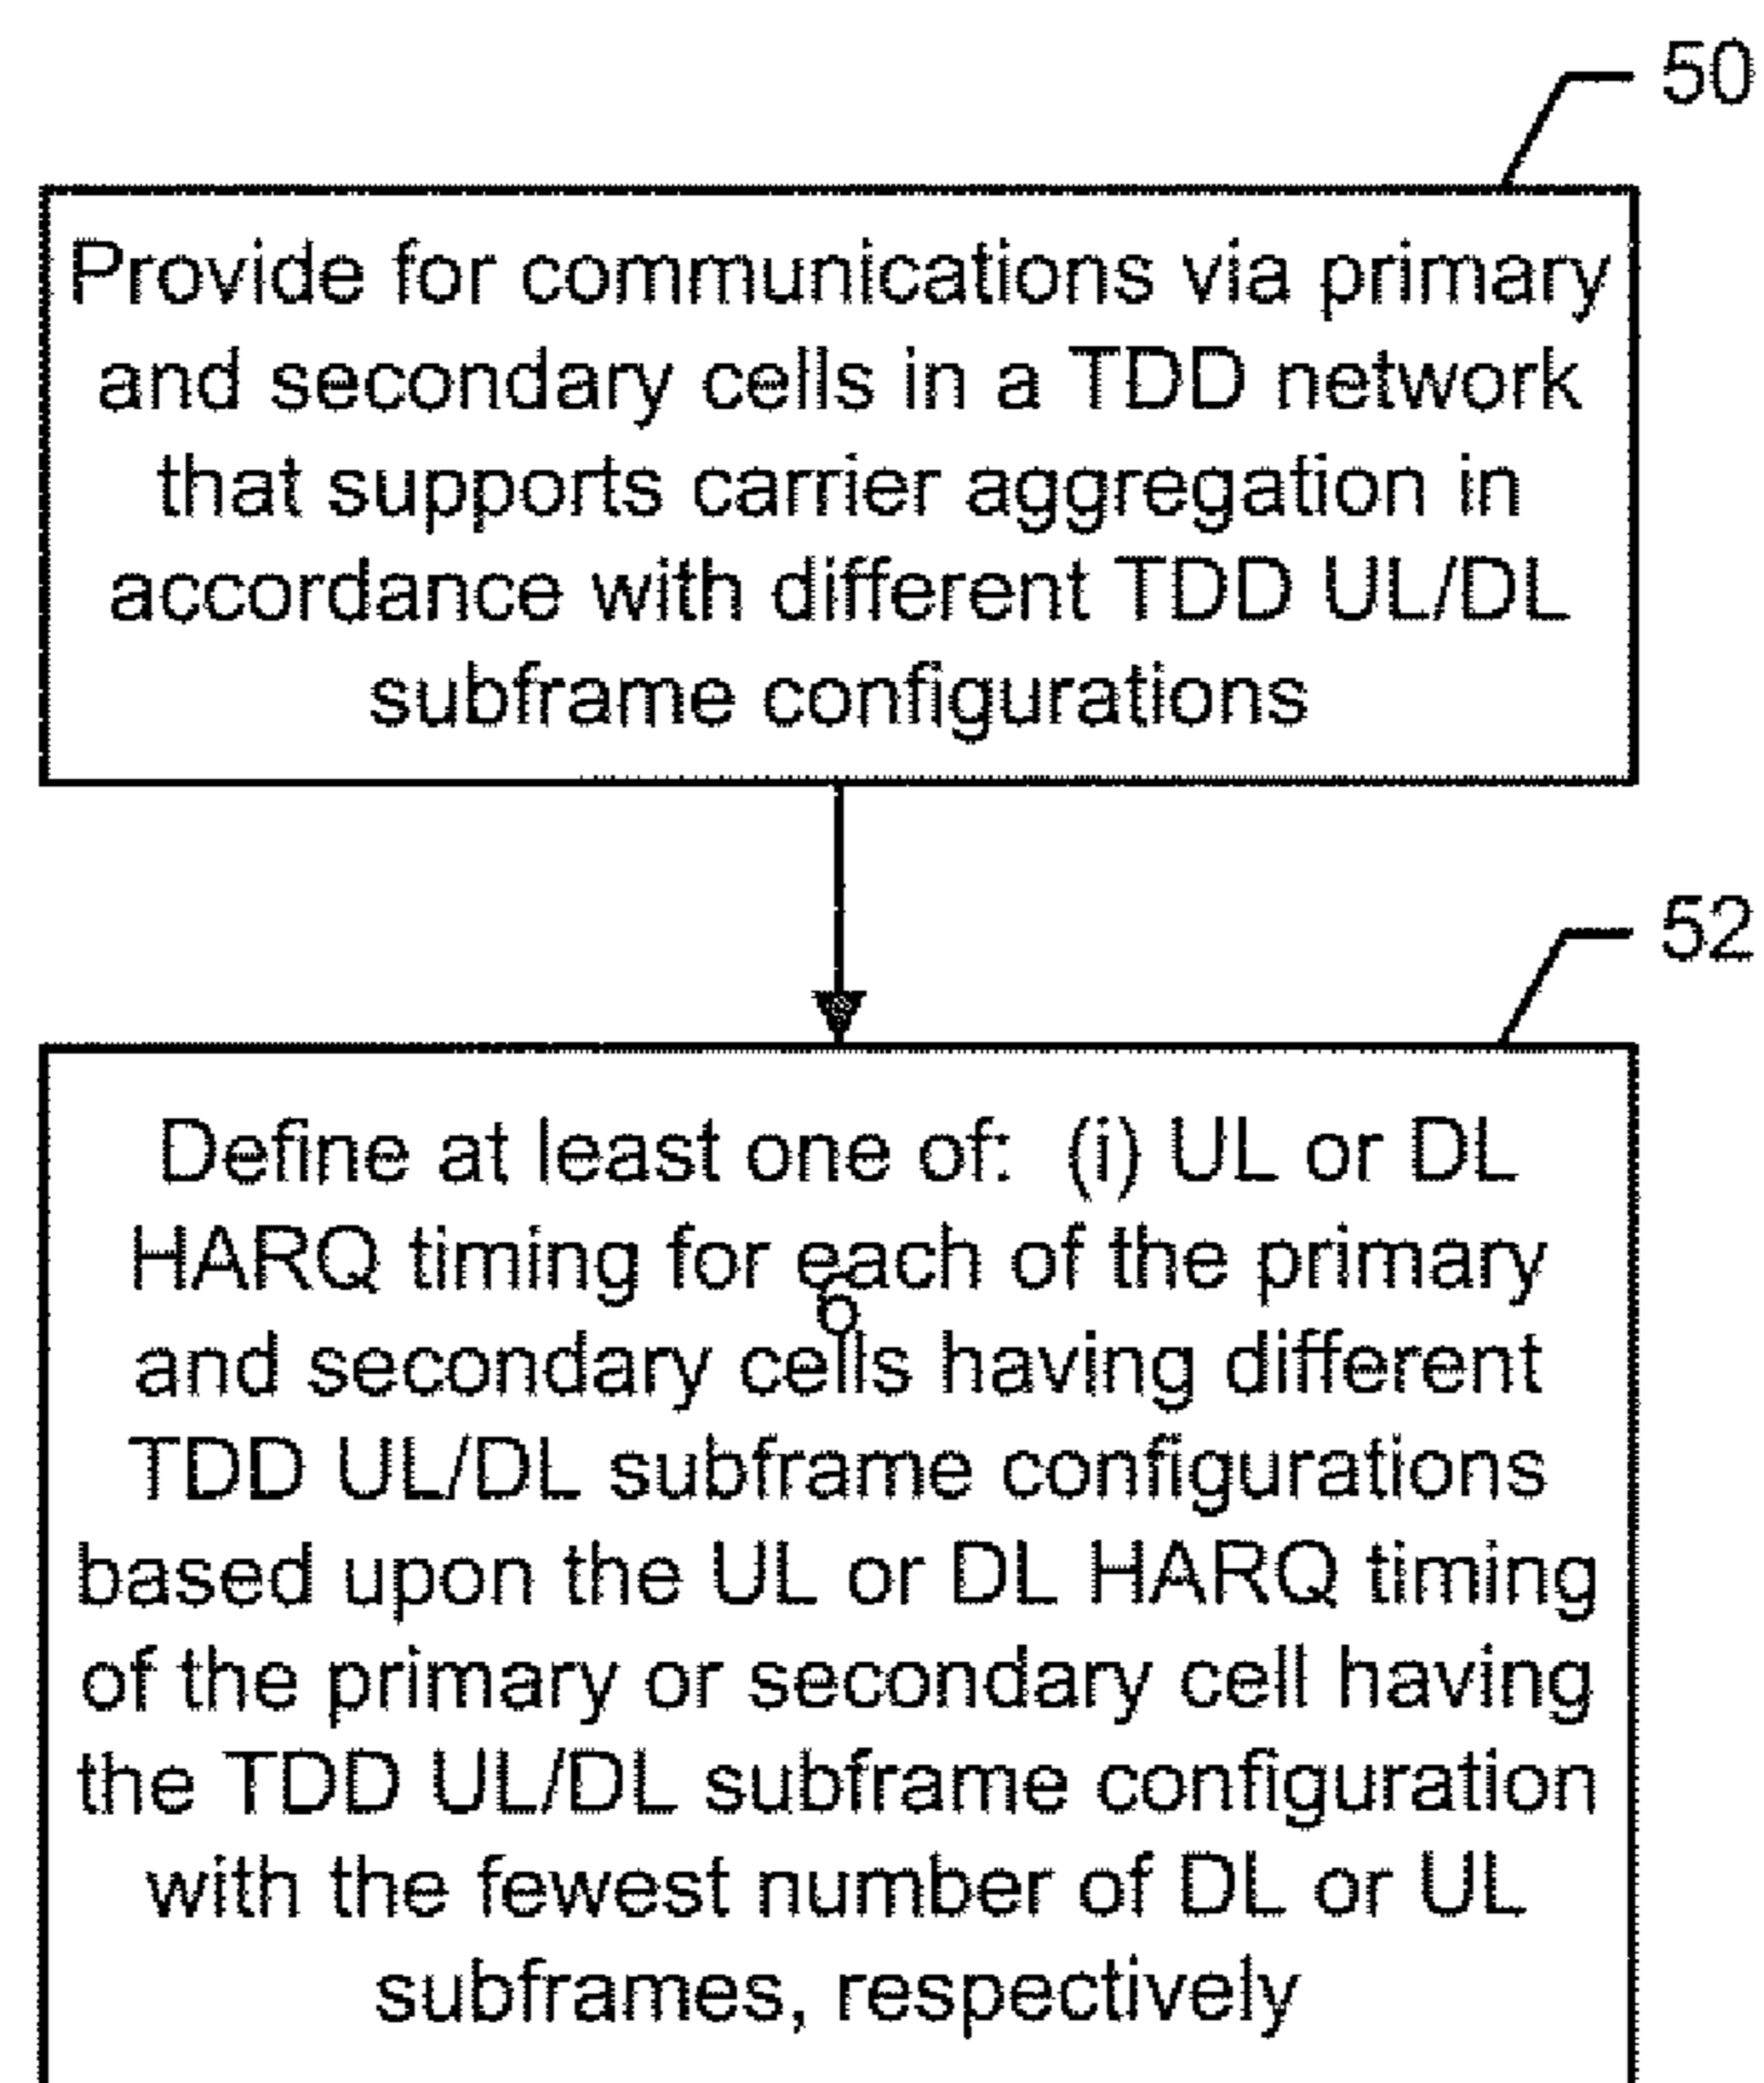 50
Provide for communications via primary
and secondary cells in a TDD network
that supports carrier aggregation in
accordance with different TDD UL/DL
subframe configurations
52
Define at least one of: (i) UL or DL
HARQ timing for each of the primary
and secondary cells having different
TDD UL/DL subframe configurations
based upon the UL or DL HARQ timing
of the primary or secondary cell having
the TDD UL/DL subframe configuration
with the fewest number of DL or UL
subframes, respectively